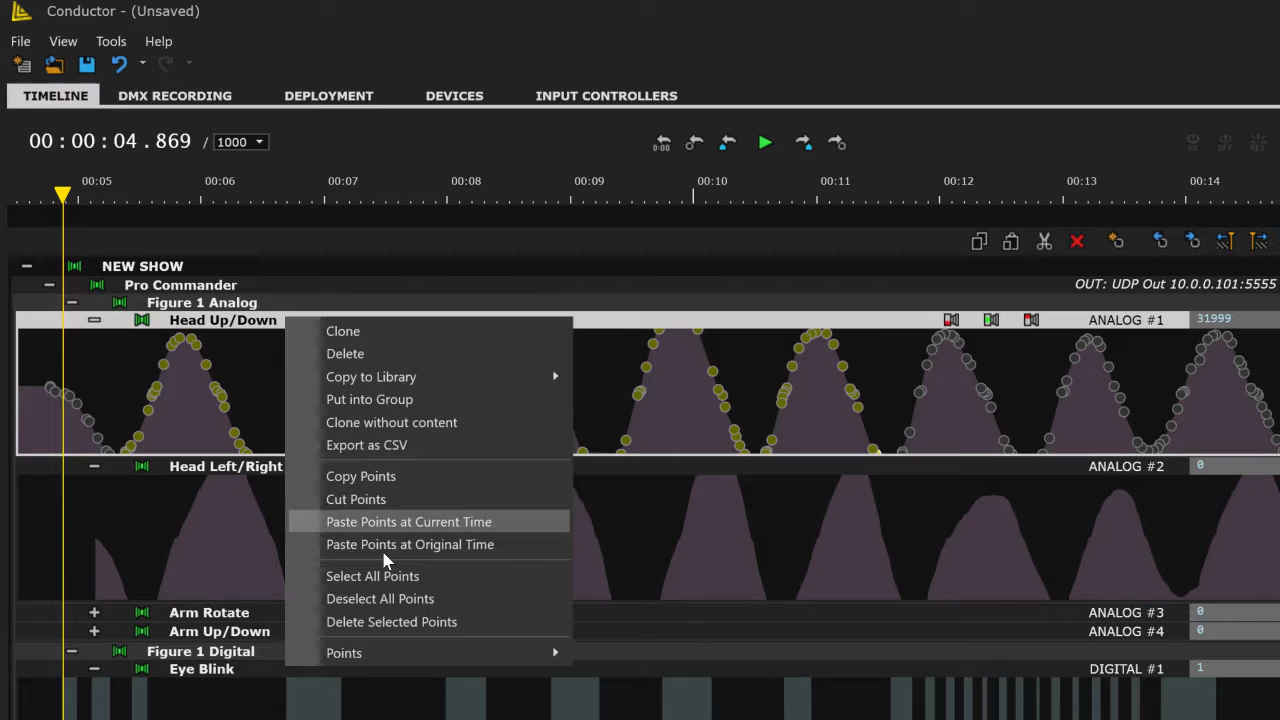 Conductor - (Unsaved)
File View Tools Help
TIMELINE DMX RECORDING DEPLOYMENT DEVICES INPUT CONTROLLERS
00 : 00 : 04 . 869 / 1000
0:00
ON OFF RES
00:05 00:06 00:07 00:08 00:09 00:10 00:11 00:12 00:13 00:14
NEW SHOW
Pro Commander OUT: UDP Out 10.0.0.101:5555
Figure 1 Analog
Head Up/Down ANALOG #1 31999
Clone
Delete
Copy to Library
Put into Group
Clone without content
Export as CSV
Head Left/Right ANALOG #2 0
Copy Points
Cut Points
Paste Points at Current Time
Paste Points at Original Time
Select All Points
Deselect All Points
Arm Rotate ANALOG #3 0
Delete Selected Points
Arm Up/Down ANALOG #4 0
Figure 1 Digital
Points
Eye Blink DIGITAL #1 1